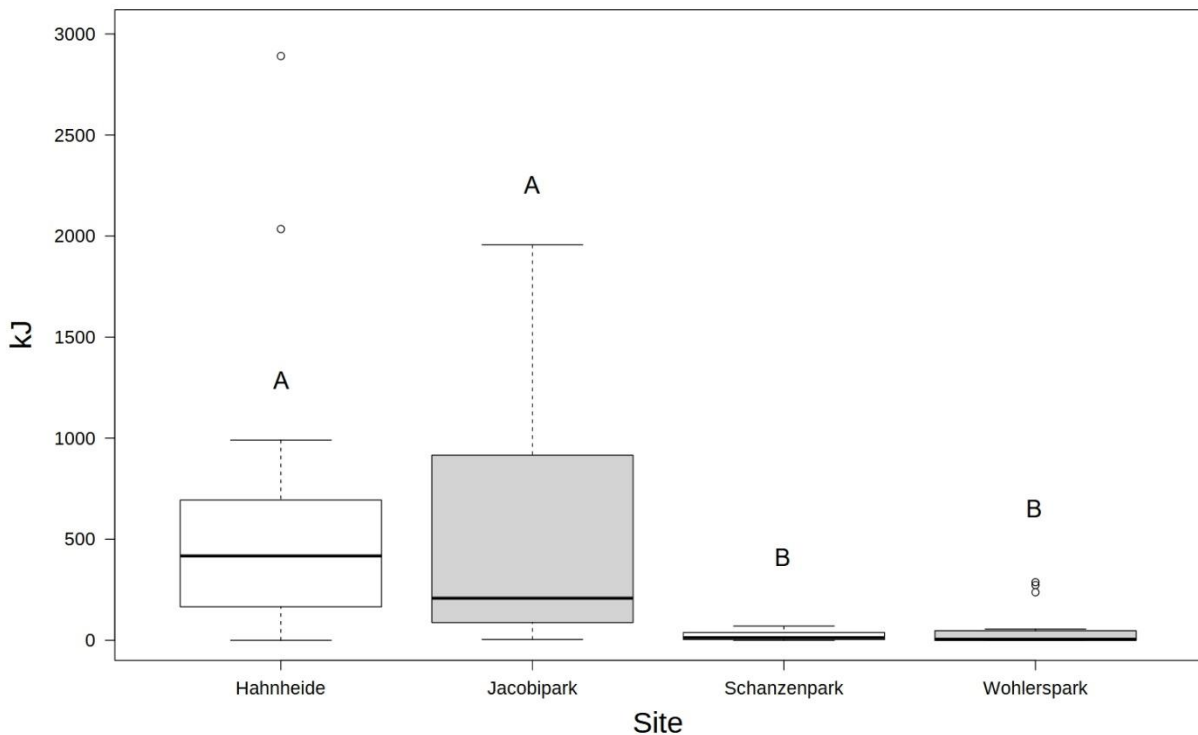 3000
2500
2000
1500
1000
500
0
kJ
A
A
B
B
Hahnheide Jacobipark Schanzenpark Wohlerspark
Site